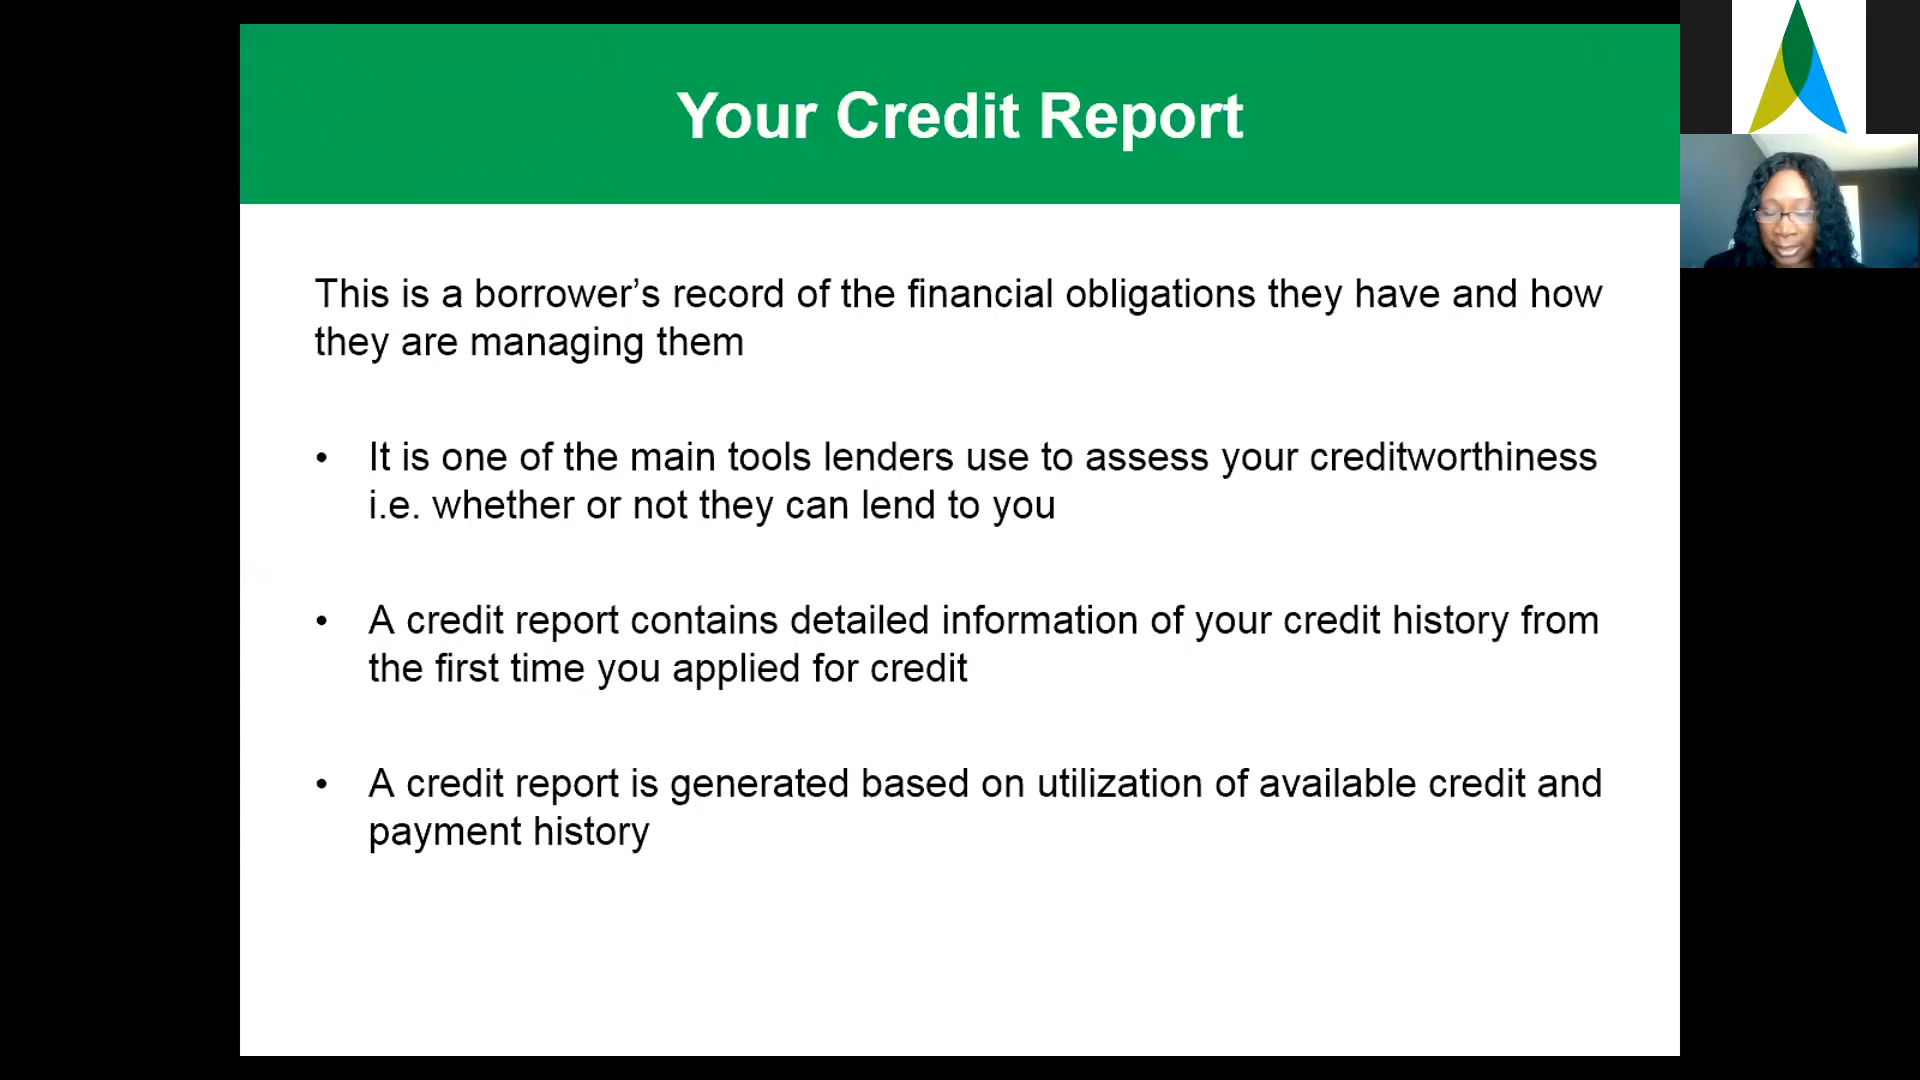 Your Credit Report
This is a borrower’s record of the financial obligations they have and how
they are managing them
• It is one of the main tools lenders use to assess your creditworthiness
i.e. whether or not they can lend to you
• A credit report contains detailed information of your credit history from
the first time you applied for credit
• A credit report is generated based on utilization of available credit and
payment history